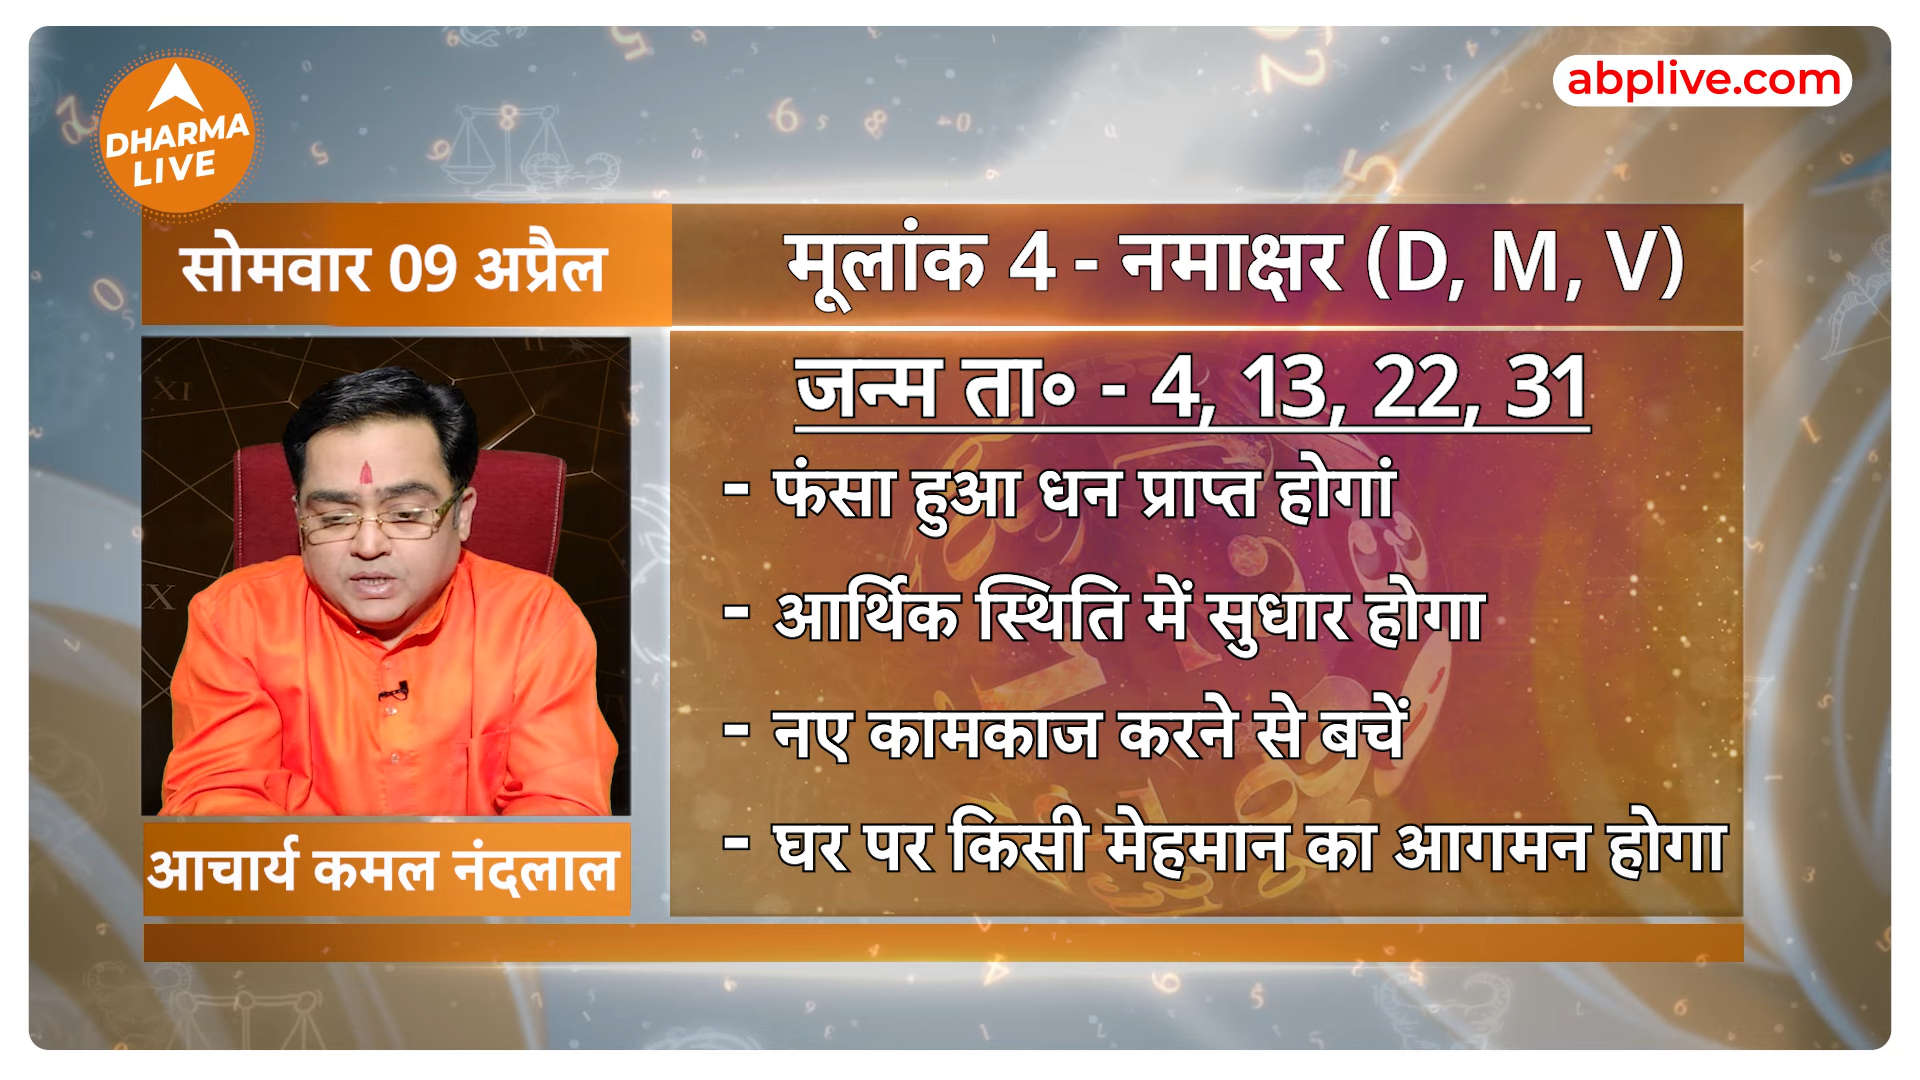 DHARMA
LIVE
abplive.com
सोमवार 09 अप्रैल
मूलांक 4 - नमाक्षर (D, M, V)
जन्म ता० - 4, 13, 22, 31
- फंसा हुआ धन प्राप्त होगां
- आर्थिक स्थिति में सुधार होगा
- नए कामकाज करने से बचें
- घर पर किसी मेहमान का आगमन होगा
आचार्य कमल नंदलाल